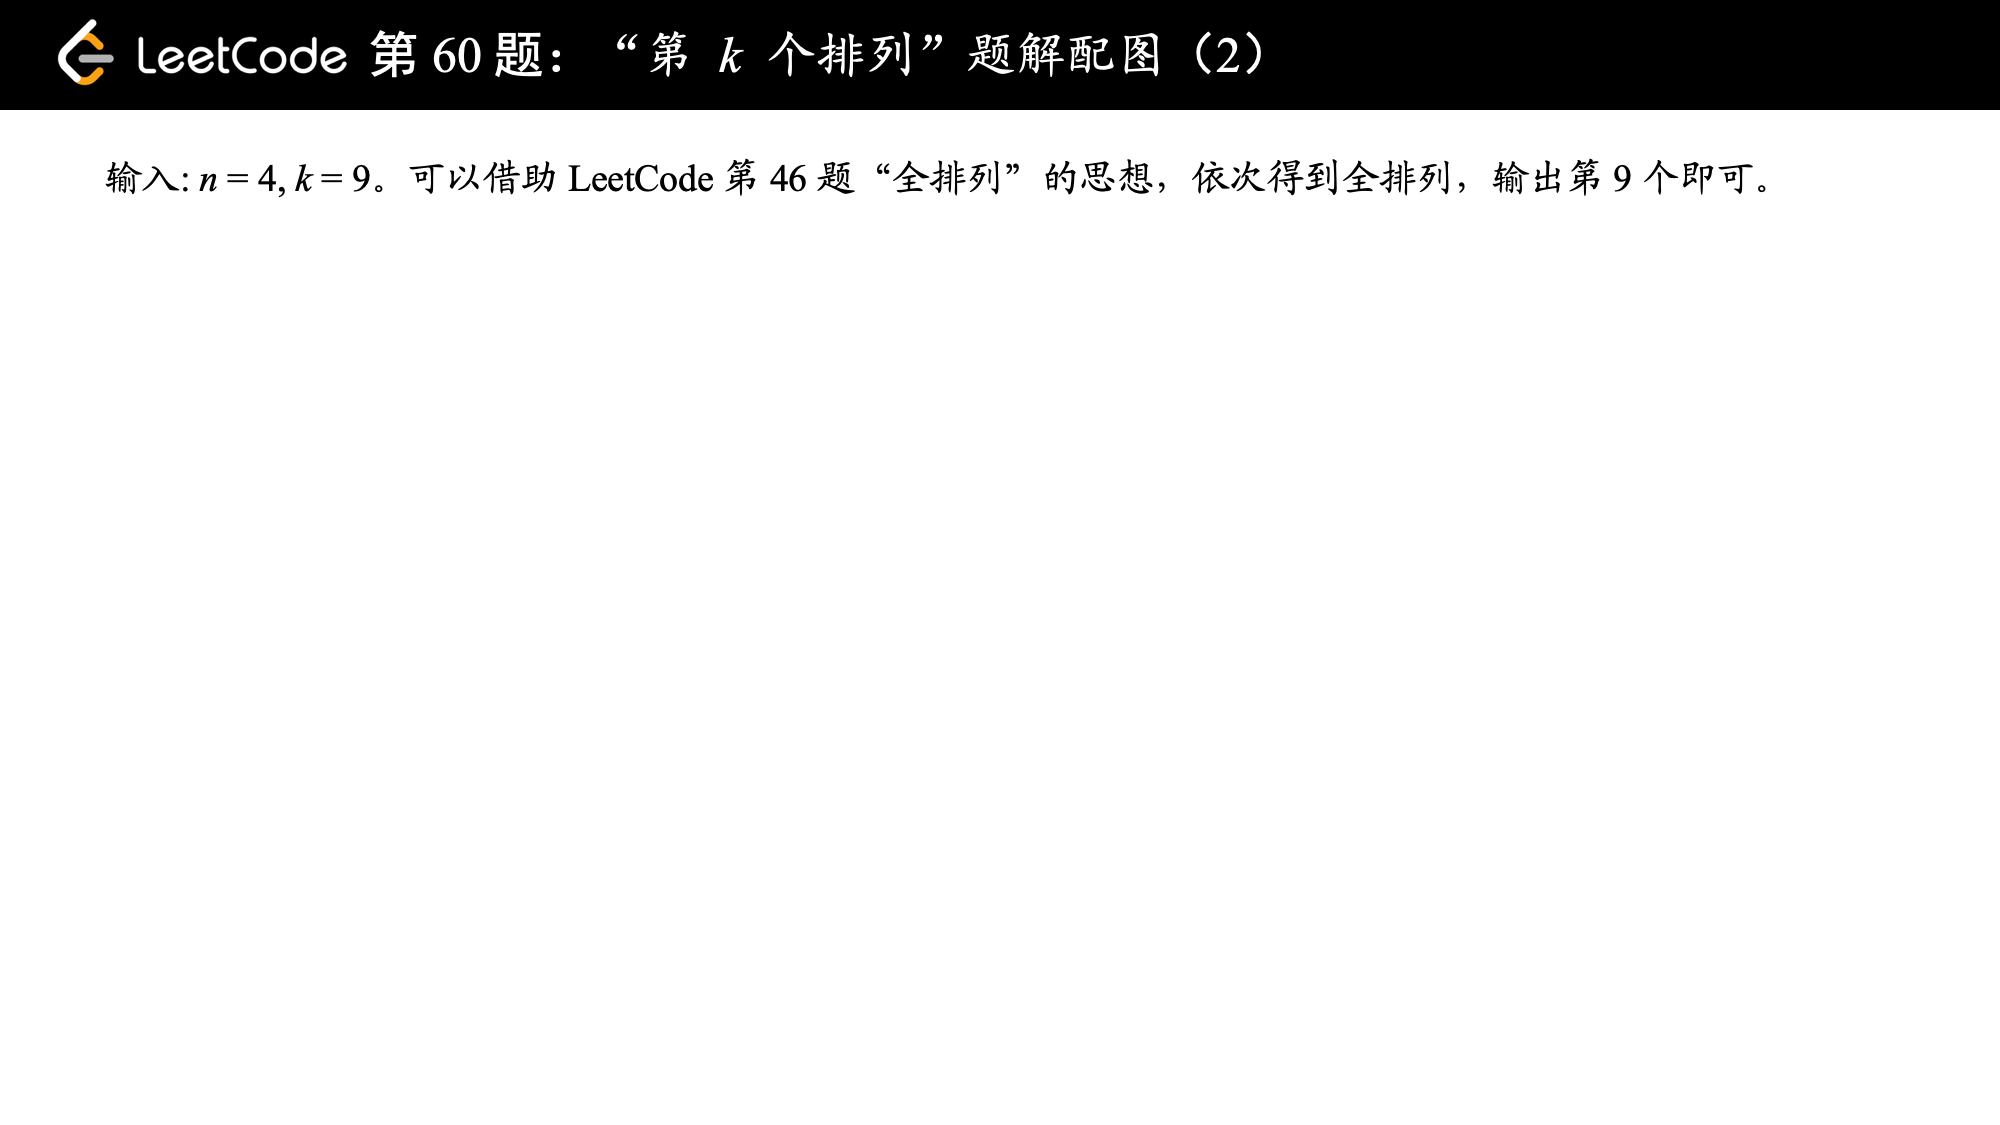 LeetCode 第 60 题：“第 k 个排列”题解配图（2）
输入: n = 4, k = 9。可以借助 LeetCode 第 46 题“全排列”的思想，依次得到全排列，输出第 9 个即可。